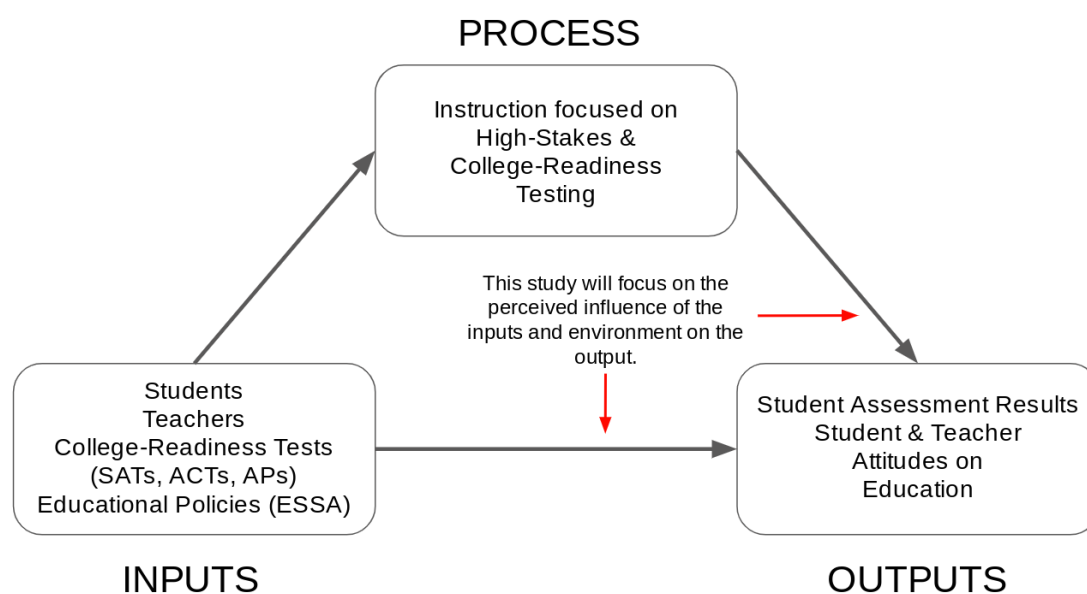 PROCESS
Instruction focused on
High-Stakes &
College-Readiness
Testing
This study will focus on the
perceived influence of the
inputs and environment on the
output.
Students
Teachers
College-Readiness Tests
(SATs, ACTs, APs)
Educational Policies (ESSA)
Student Assessment Results
Student & Teacher
Attitudes on
Education
INPUTS
OUTPUTS